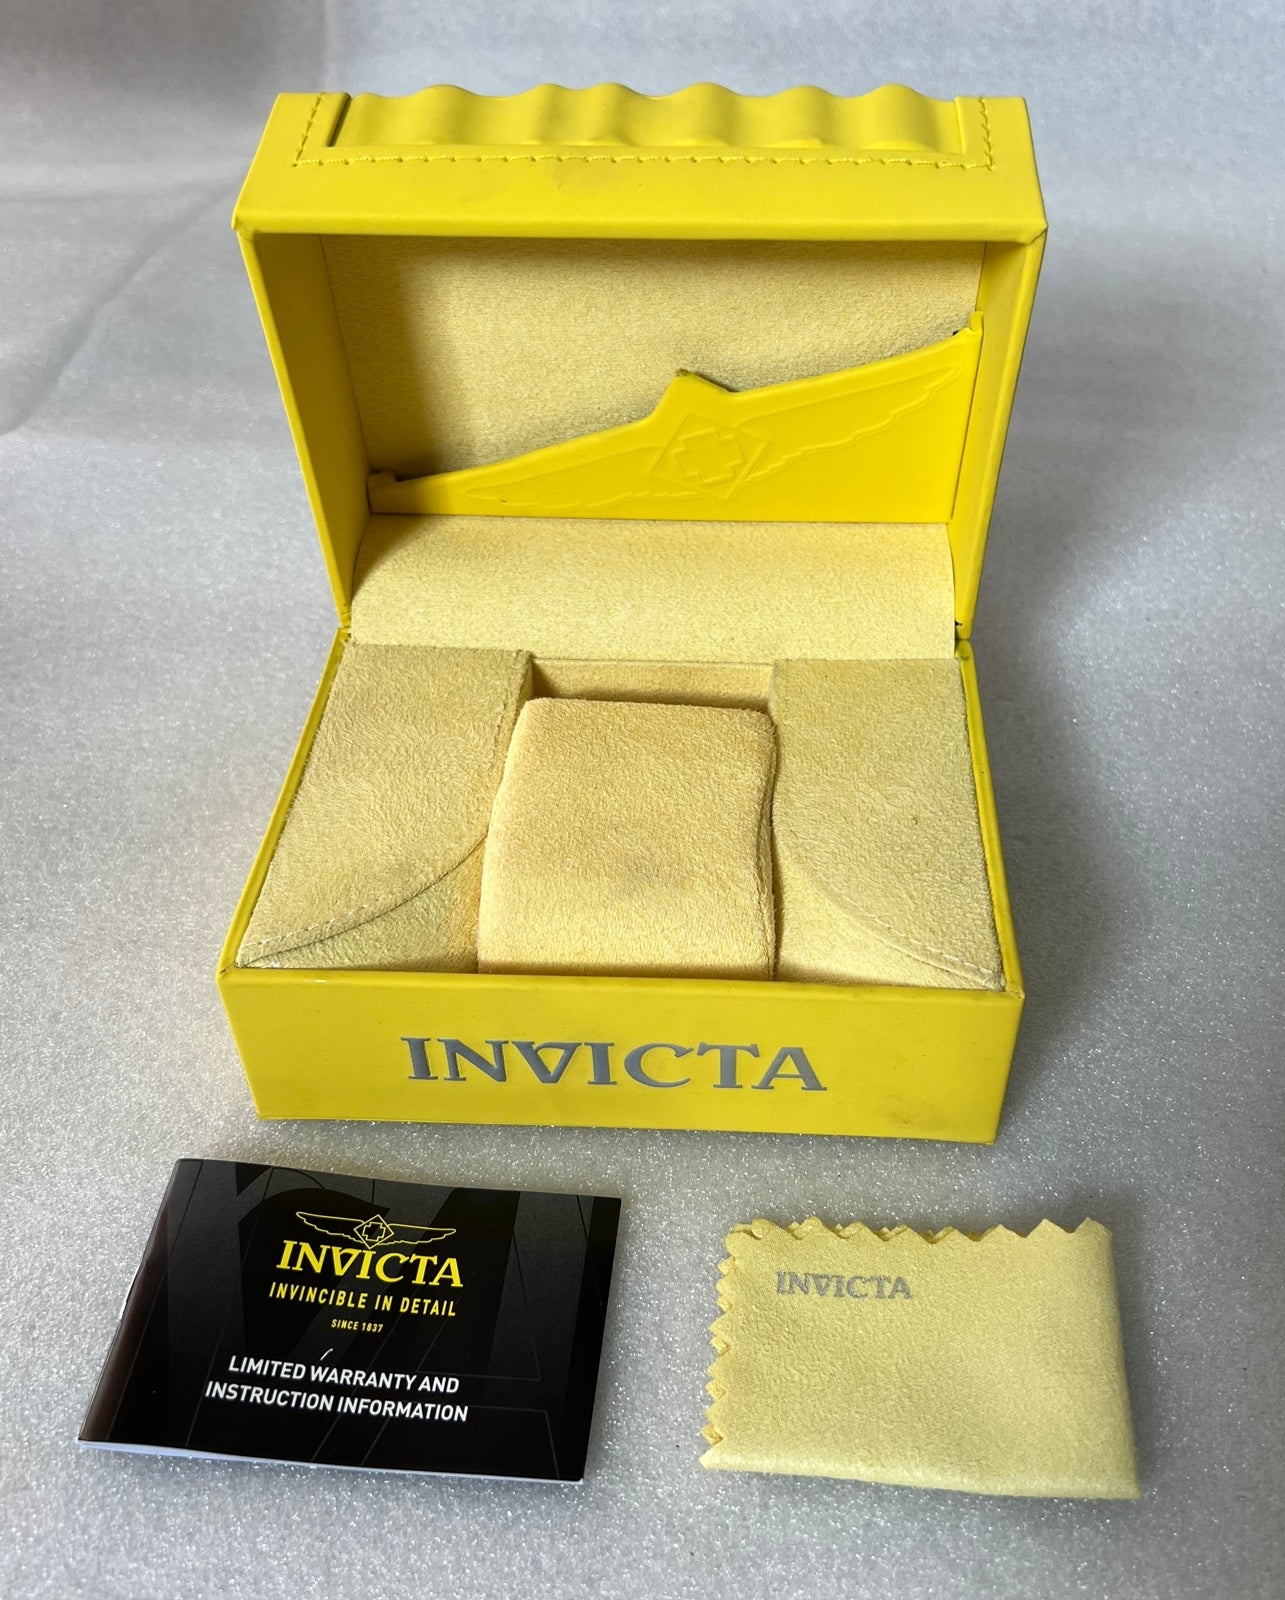 INVICTA
INVICTA
INVINCIBLE IN DETAIL
SINCE 1837
LIMITED WARRANTY AND
INSTRUCTION INFORMATION
INVICTA